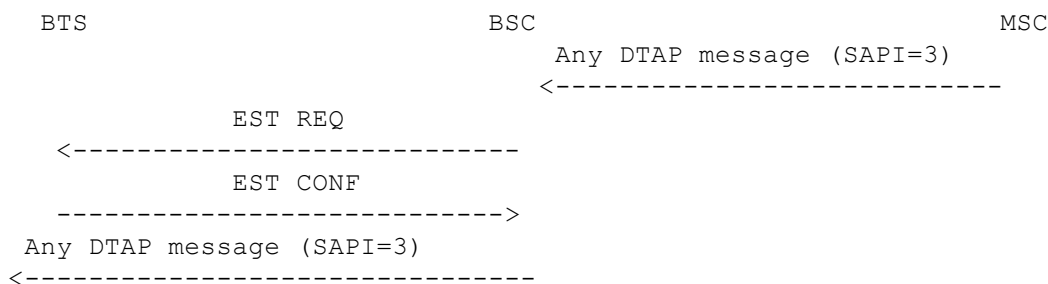 BTS BSC MSC
Any DTAP message (SAPI=3)
<----------------------------
EST REQ
<----------------------------
EST CONF
---------------------------->
Any DTAP message (SAPI=3)
<--------------------------------